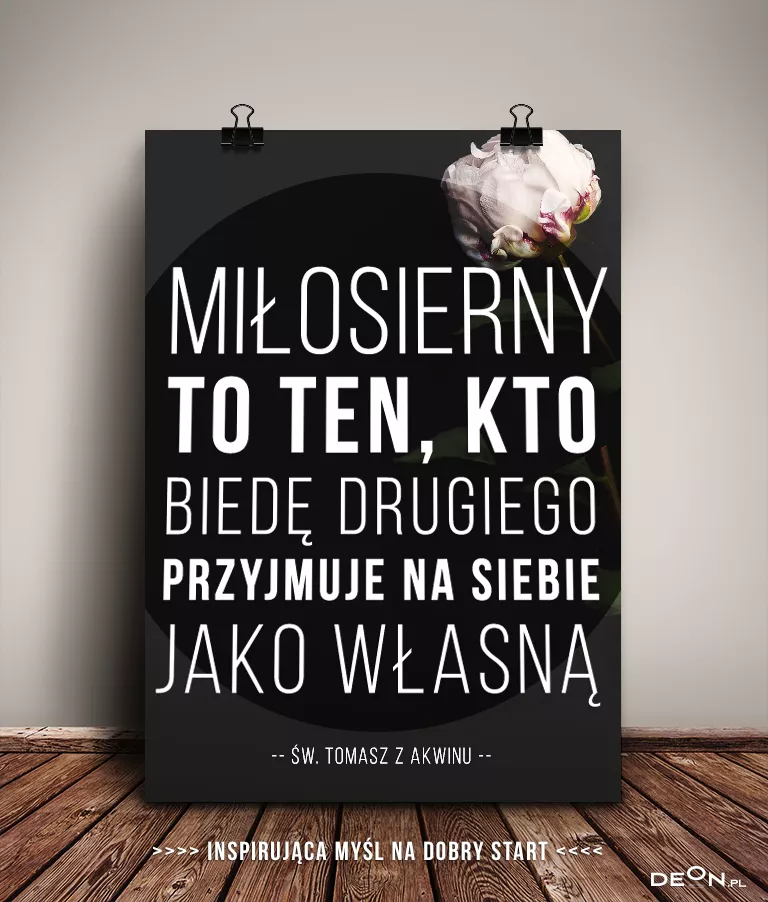 MIŁOSIERNY
TO TEN, KTO
BIEDĘ DRUGIEGO
PRZYJMUJE NA SIEBIE
JAKO WŁASNĄ
-- ŚW. TOMASZ Z AKWINU --
>>>> INSPIRUJĄCA MYŚL NA DOBRY START <<<<
DEON.PL